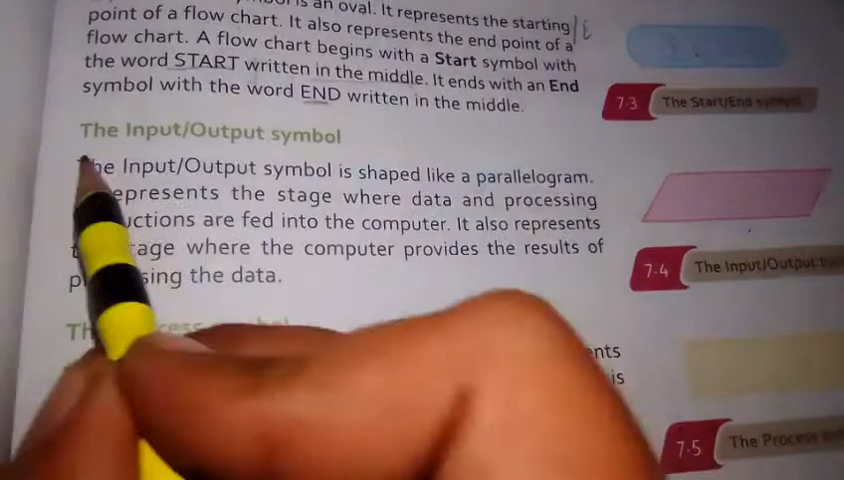 is an oval. It represents the starting
point of a flow chart. It also represents the end point of a
flow chart. A flow chart begins with a Start symbol with
the word START written in the middle. It ends with an End
symbol with the word END written in the middle.
7.3 The Start/End symbol
The Input/Output symbol
The Input/Output symbol is shaped like a parallelogram.
represents the stage where data and processing
are fed into the computer. It also represents
stage where the computer provides the results of
the data.
7.4 The Input/Output
symbol
nts
is
7.5 The Process